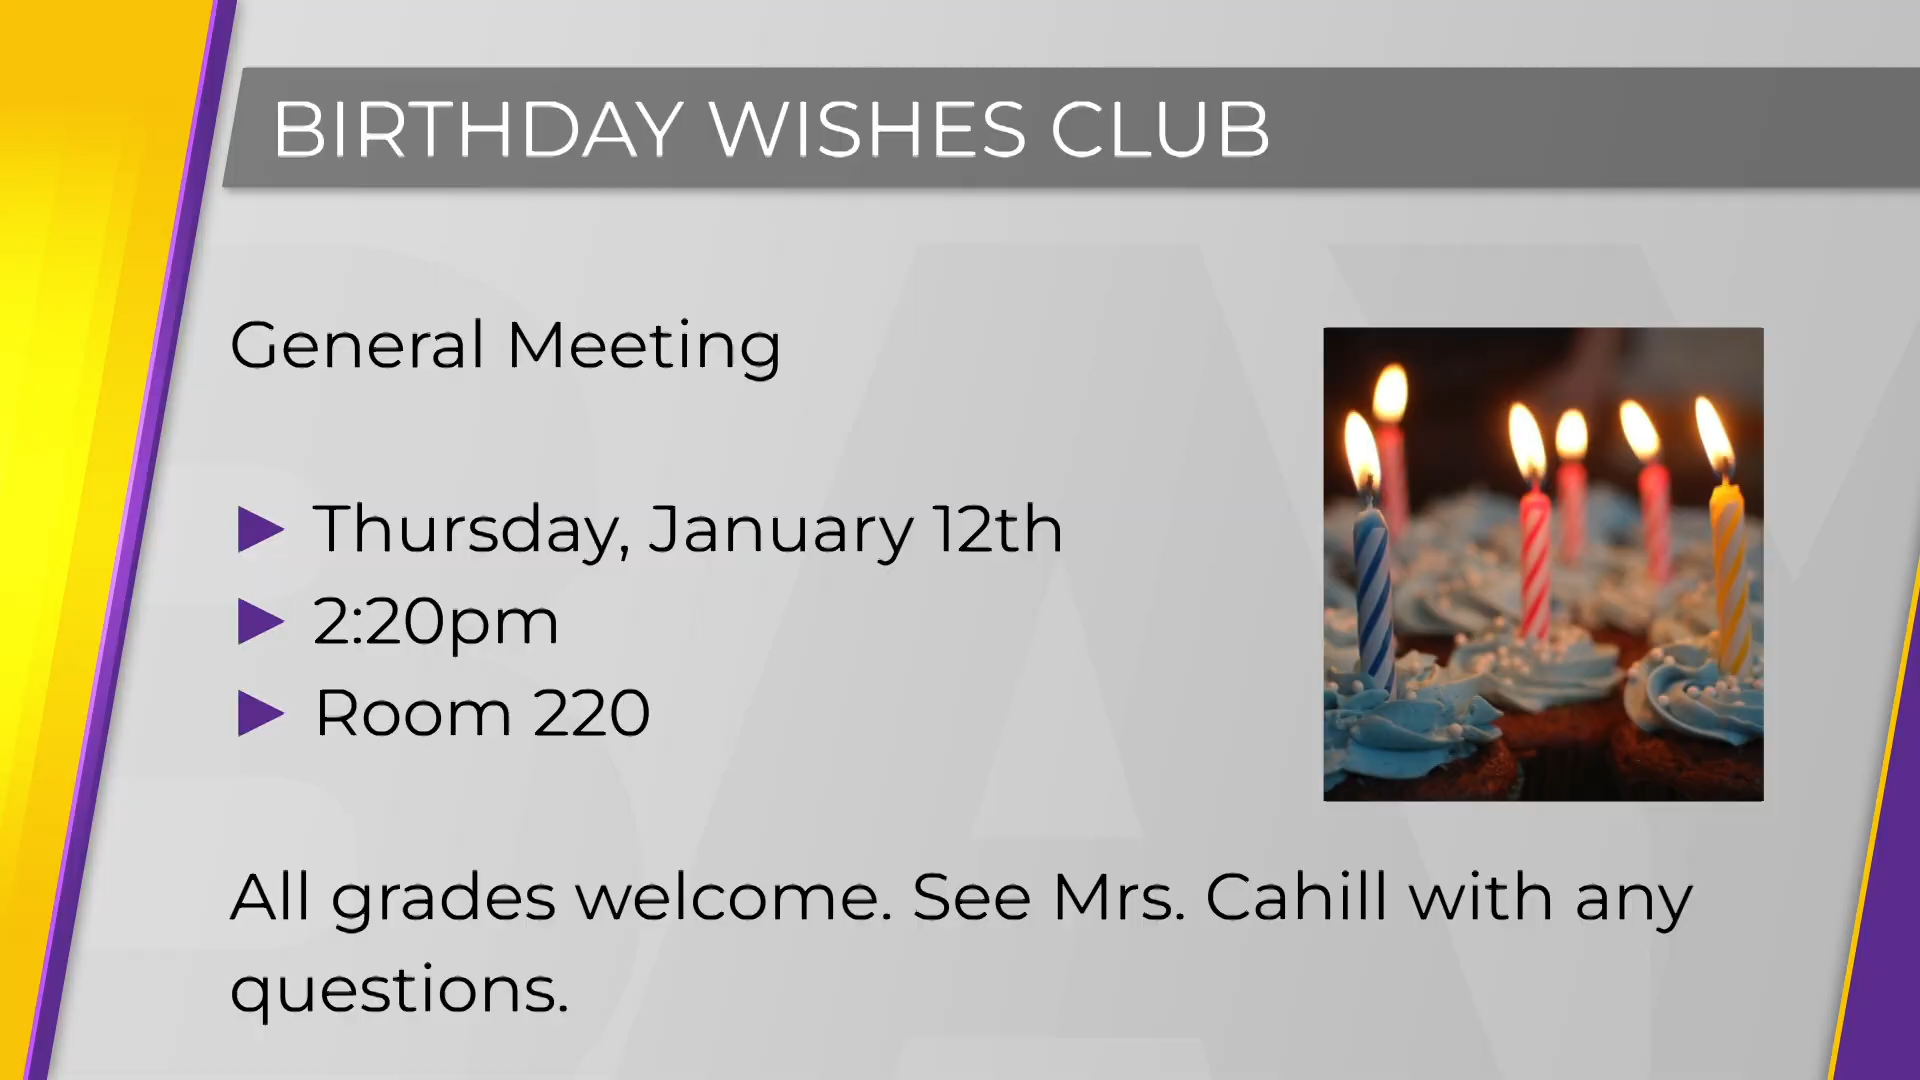 BIRTHDAY WISHES CLUB
General Meeting
Thursday, January 12th
2:20pm
Room 220
All grades welcome. See Mrs. Cahill with any
questions.